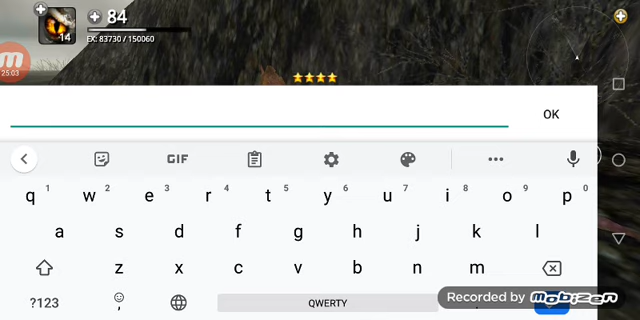 84
14
EX: 83730 / 150060
25:03
OK
GIF
q 1 w 2 e 3 r 4 t 5 y 6 u 7 i 8 o 9 p 0
a s d f g h j k l
z x c v b n m
?123 , QWERTY .
Recorded by MOBIZEN